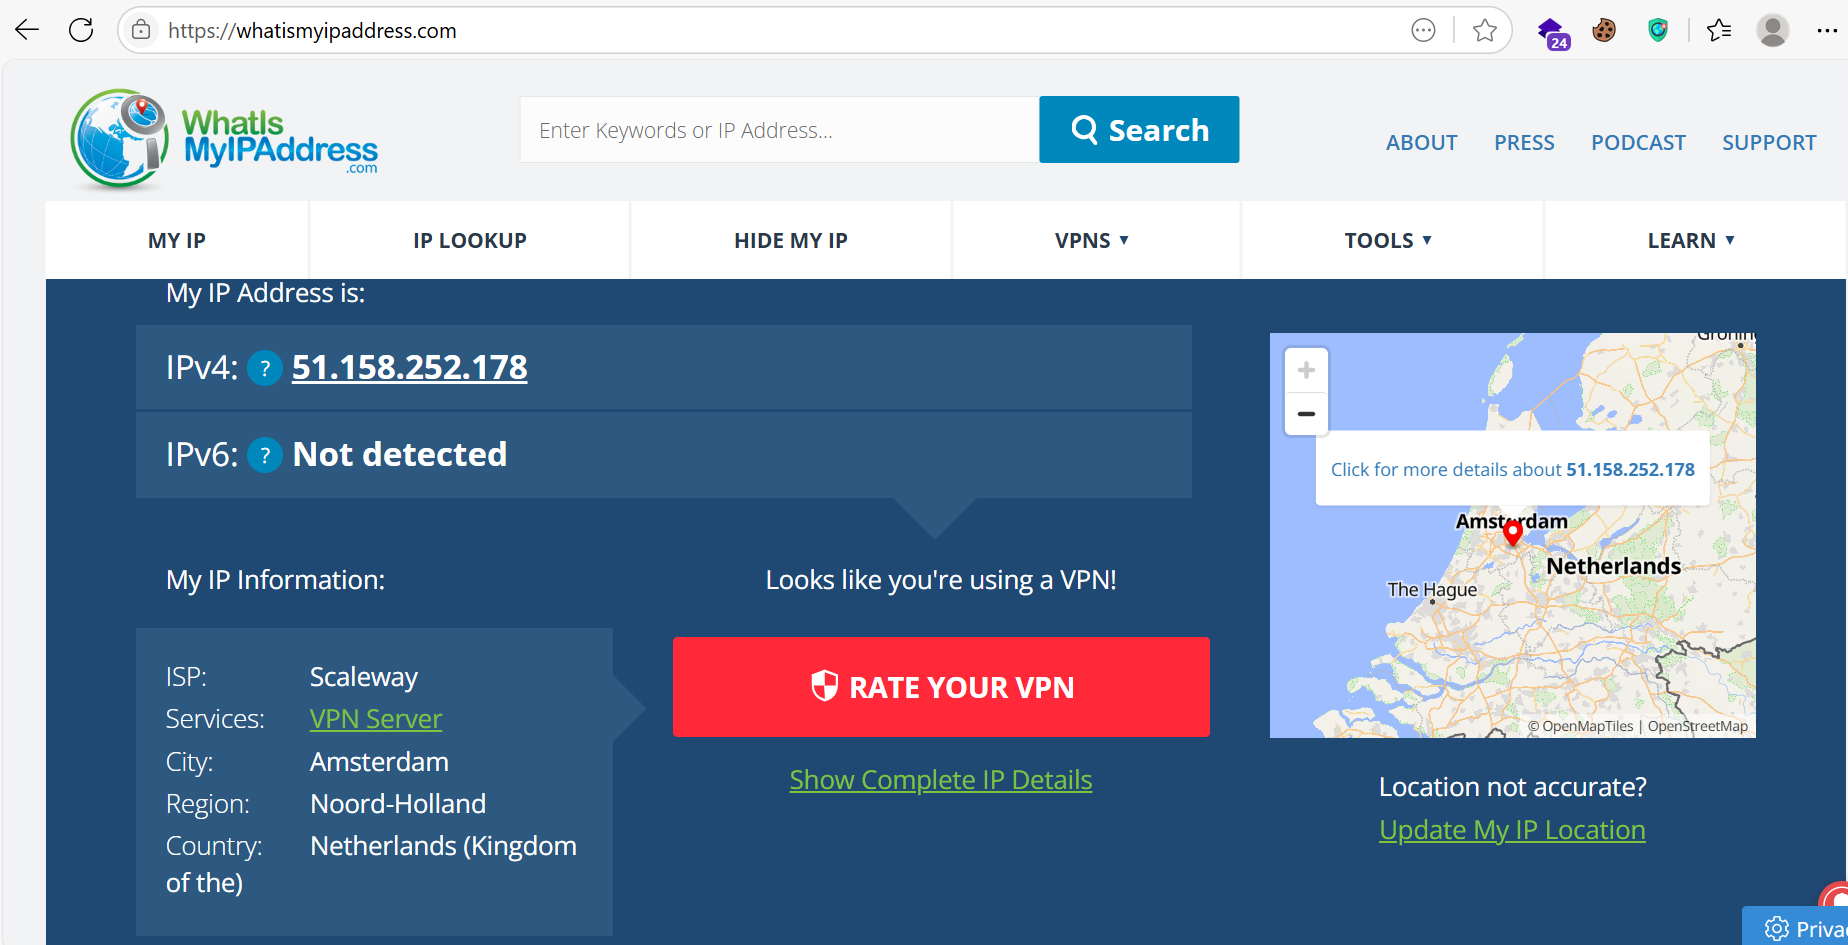 https://whatismyipaddress.com
24
WhatIs
MyIPAddress
.com
Enter Keywords or IP Address...
Search
ABOUT PRESS PODCAST SUPPORT
MY IP IP LOOKUP HIDE MY IP VPNS TOOLS LEARN
My IP Address is:
IPv4: ? 51.158.252.178
IPv6: ? Not detected
My IP Information:
ISP: Scaleway
Services: VPN Server
City: Amsterdam
Region: Noord-Holland
Country: Netherlands (Kingdom
of the)
Looks like you're using a VPN!
RATE YOUR VPN
Show Complete IP Details
Gronin
+
−
Click for more details about 51.158.252.178
Amsterdam
Netherlands
The Hague
© OpenMapTiles | OpenStreetMap
Location not accurate?
Update My IP Location
Priva